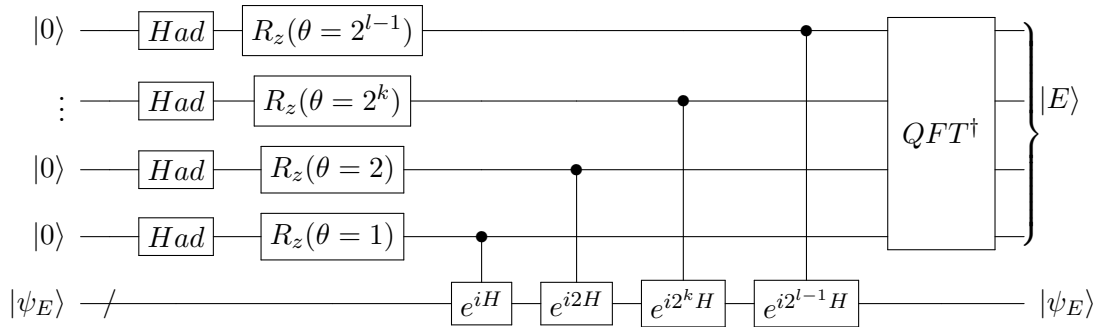 |0⟩ Had R_z(θ = 2^{l−1})
⋮ Had R_z(θ = 2^k) |E⟩
QFT^†
|0⟩ Had R_z(θ = 2)
|0⟩ Had R_z(θ = 1)
|ψ_E⟩ e^{iH} e^{i2H} e^{i2^kH} e^{i2^{l−1}H} |ψ_E⟩